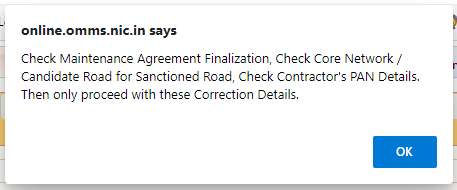 online.omms.nic.in says
Check Maintenance Agreement Finalization, Check Core Network /
Candidate Road for Sanctioned Road, Check Contractor's PAN Details.
Then only proceed with these Correction Details.
OK